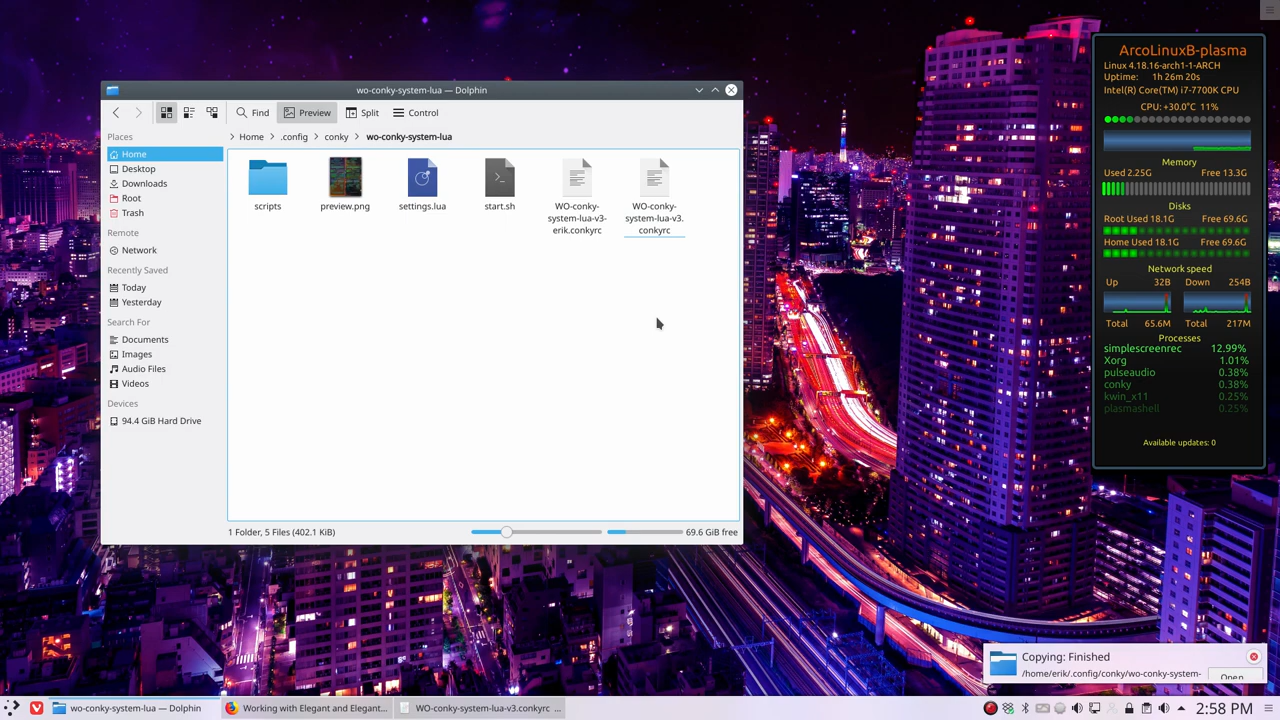 wo-conky-system-lua — Dolphin
Find
Preview
Split
Control
Places
Home
.config
conky
wo-conky-system-lua
Home
Desktop
Downloads
Root
Trash
Remote
Network
Recently Saved
Today
Yesterday
Search For
Documents
Images
Audio Files
Videos
Devices
94.4 GiB Hard Drive
scripts
preview.png
settings.lua
start.sh
WO-conky-
system-lua-v3-
erik.conkyrc
WO-conky-
system-lua-v3.
conkyrc
1 Folder, 5 Files (402.1 KiB)
69.6 GiB free
ArcoLinuxB-plasma
Linux 4.18.16-arch1-1-ARCH
Uptime: 1h 26m 20s
Intel(R) Core(TM) i7-7700K CPU
CPU: +30.0°C 11%
Memory
Used 2.25G Free 13.3G
Disks
Root Used 18.1G Free 69.6G
Home Used 18.1G Free 69.6G
Network speed
Up 32B Down 254B
Total 65.6M Total 217M
Processes
simplescreenrec 12.99%
Xorg 1.01%
pulseaudio 0.38%
conky 0.38%
kwin_x11 0.25%
plasmashell 0.25%
Available updates: 0
Copying: Finished
/home/erik/.config/conky/wo-conky-system-
Open
wo-conky-system-lua — Dolphin
Working with Elegant and Elegant...
WO-conky-system-lua-v3.conkyrc ...
2:58 PM